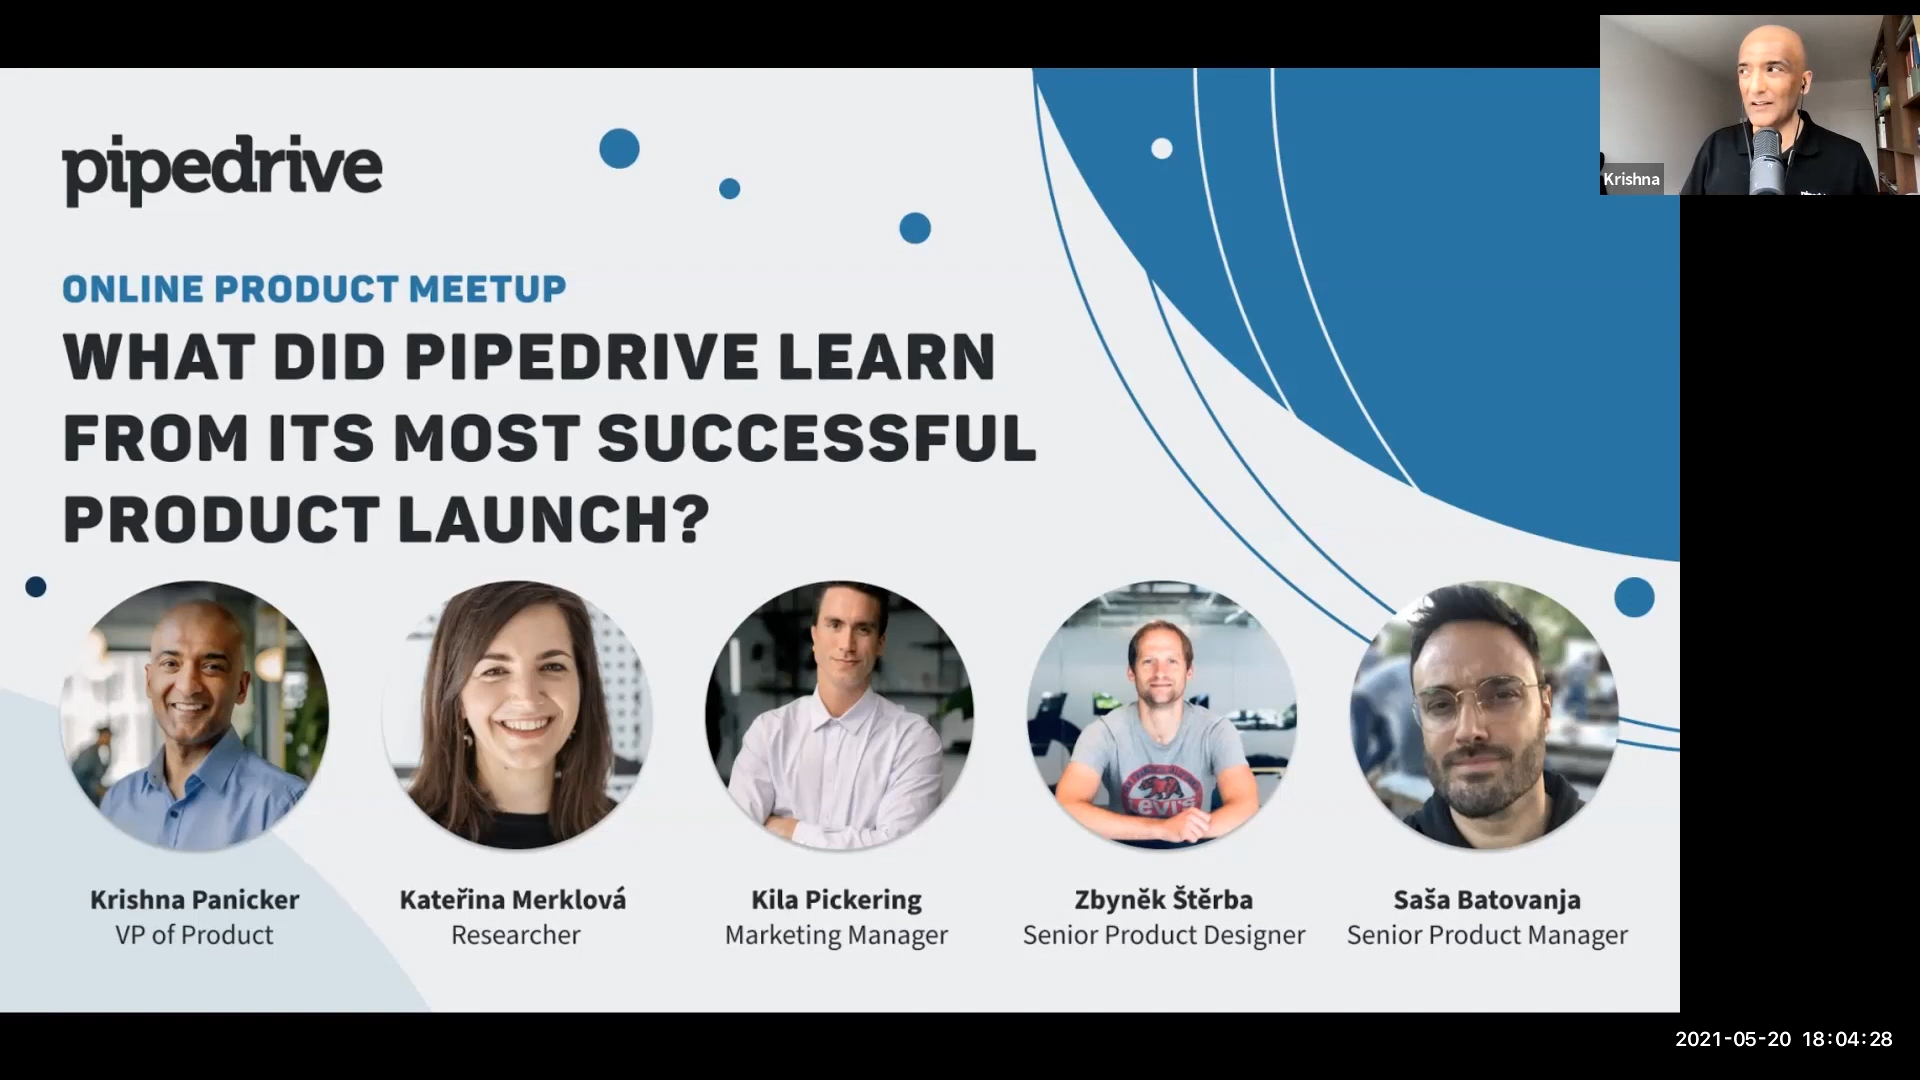 pipedrive
ONLINE PRODUCT MEETUP
WHAT DID PIPEDRIVE LEARN
FROM ITS MOST SUCCESSFUL
PRODUCT LAUNCH?
Krishna
Krishna Panicker
VP of Product
Kateřina Merklová
Researcher
Kila Pickering
Marketing Manager
Zbyněk Štěrba
Senior Product Designer
Saša Batovanja
Senior Product Manager
2021-05-20 18:04:28